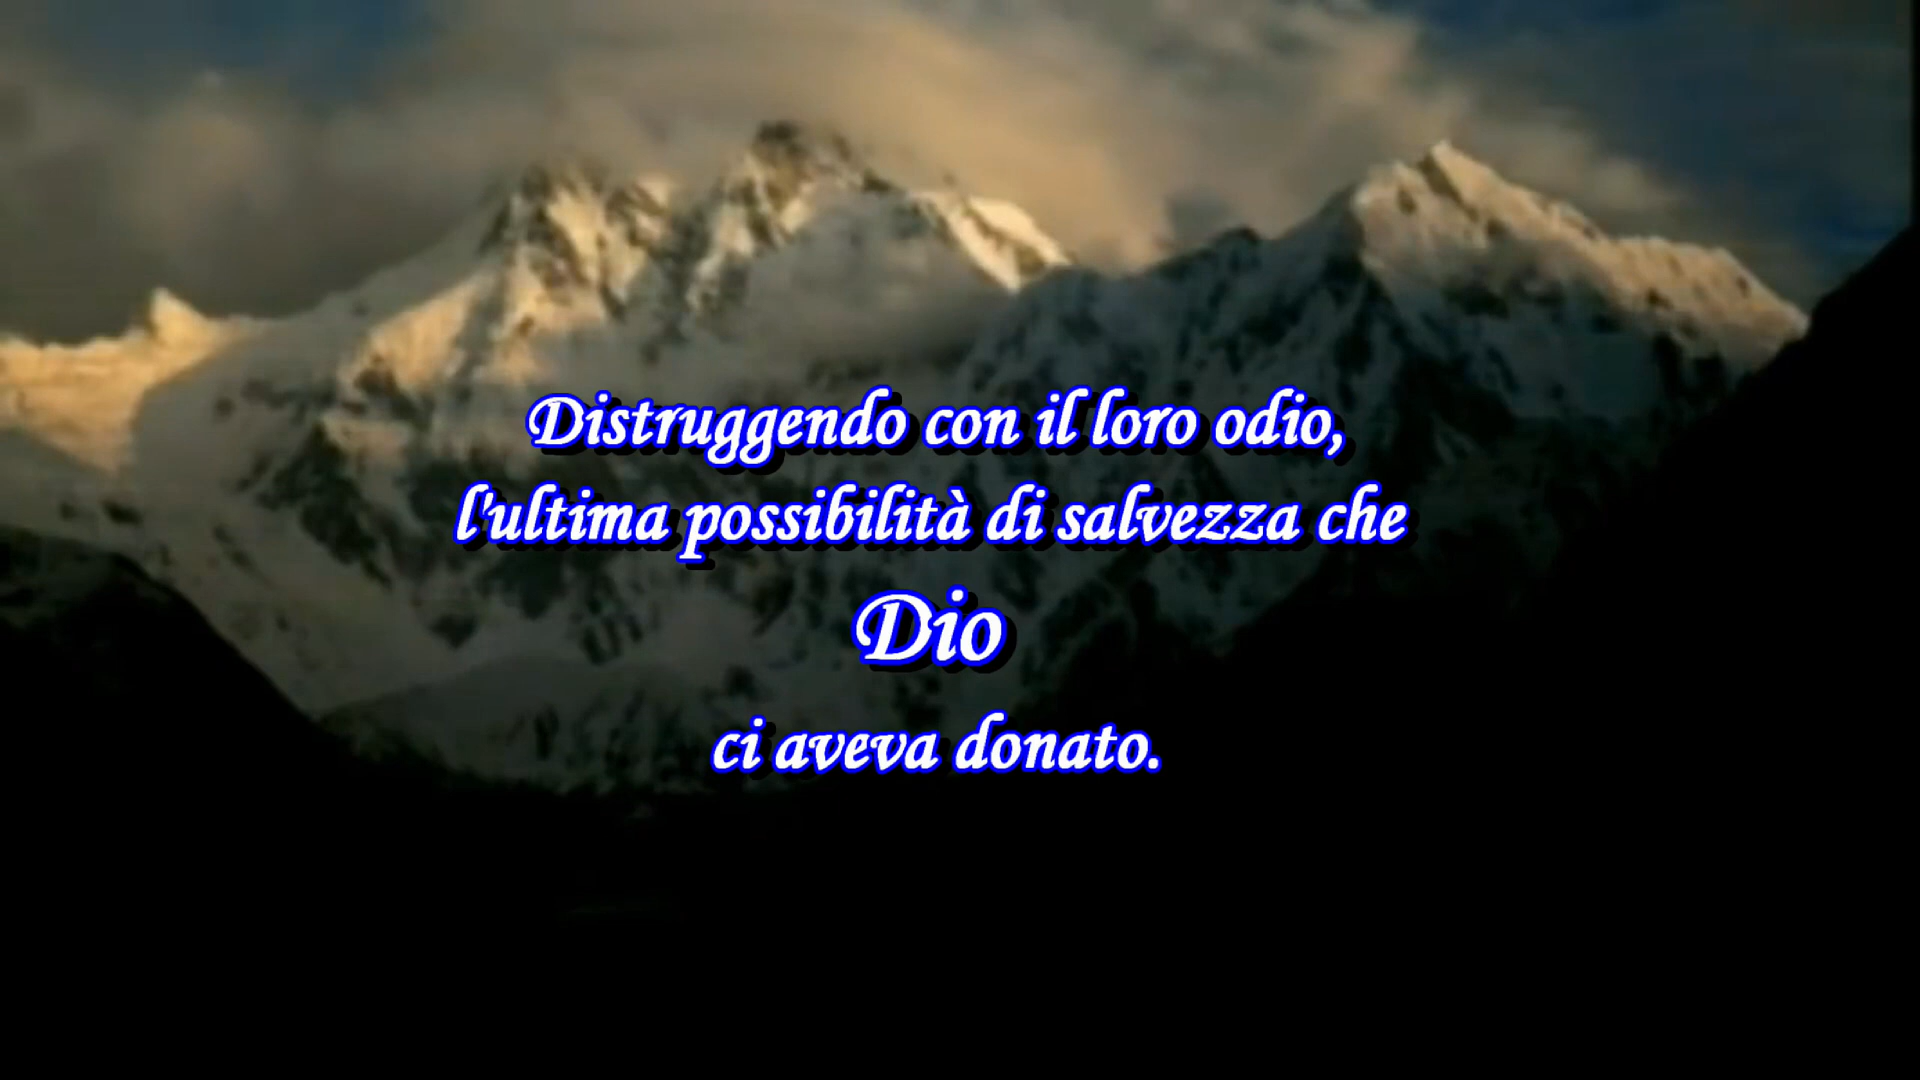 Distruggendo con il loro odio,
l'ultima possibilità di salvezza che
Dio
ci aveva donato.